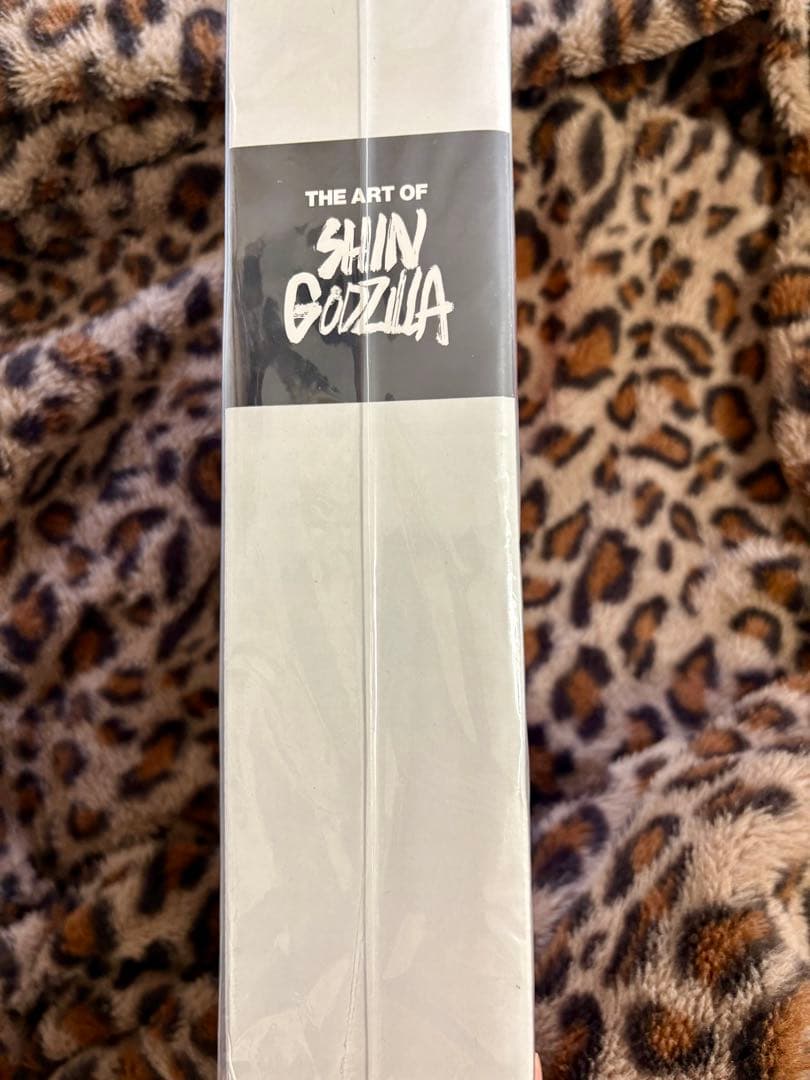 THE ART OF
SHIN
GODZILLA